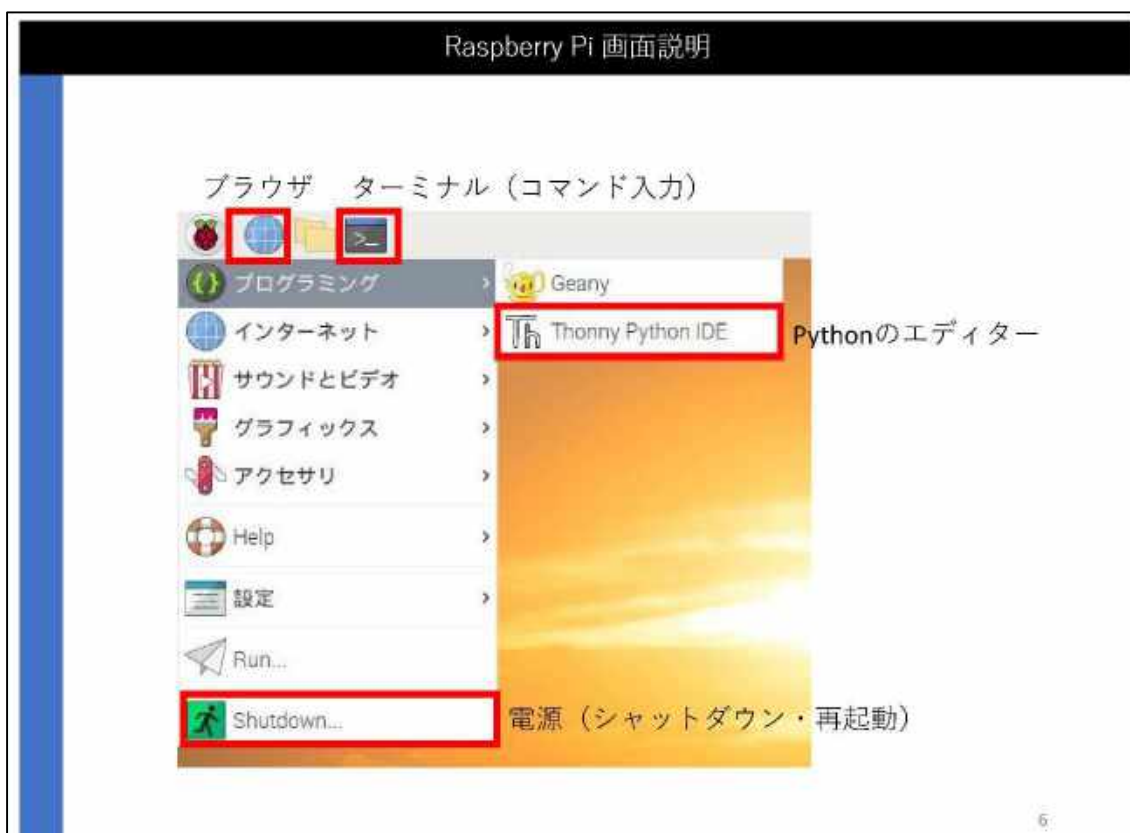 Raspberry Pi 画面説明
ブラウザ ターミナル（コマンド入力）
プログラミング
Geany
インターネット
Thonny Python IDE
Pythonのエディター
サウンドとビデオ
グラフィックス
アクセサリ
Help
設定
Run...
Shutdown...
電源（シャットダウン・再起動）
6